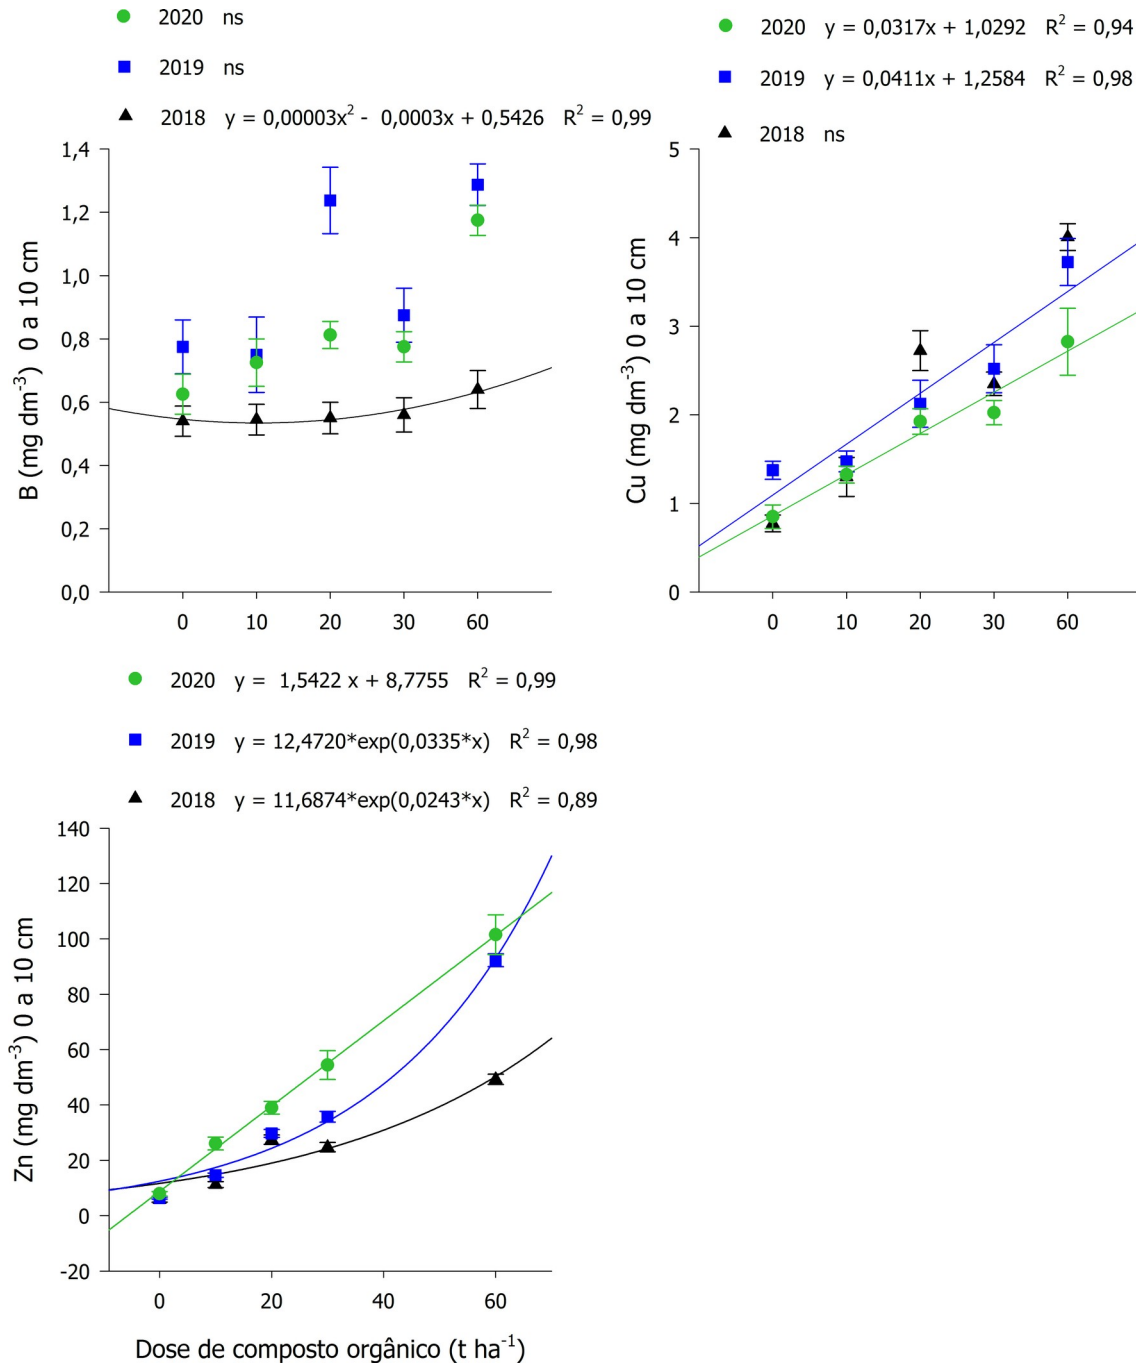 2020 ns
2019 ns
2018 y = 0,00003x² - 0,0003x + 0,5426 R² = 0,99
1,4
1,2
1,0
0,8
0,6
0,4
0,2
0,0
B (mg dm⁻³) 0 a 10 cm
0 10 20 30 60
2020 y = 0,0317x + 1,0292 R² = 0,94
2019 y = 0,0411x + 1,2584 R² = 0,98
2018 ns
5
4
3
2
1
0
Cu (mg dm⁻³) 0 a 10 cm
0 10 20 30 60
2020 y = 1,5422 x + 8,7755 R² = 0,99
2019 y = 12,4720*exp(0,0335*x) R² = 0,98
2018 y = 11,6874*exp(0,0243*x) R² = 0,89
140
120
100
80
60
40
20
0
-20
Zn (mg dm⁻³) 0 a 10 cm
0 20 40 60
Dose de composto orgânico (t ha⁻¹)